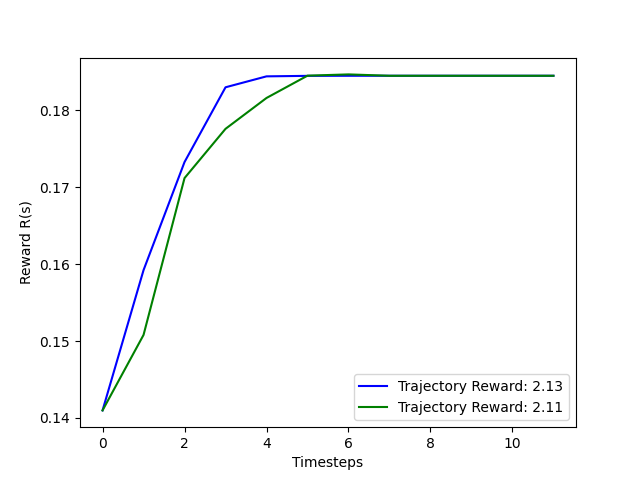 0.18
0.17
0.16
0.15
0.14
Reward R(s)
0 2 4 6 8 10
Timesteps
Trajectory Reward: 2.13
Trajectory Reward: 2.11